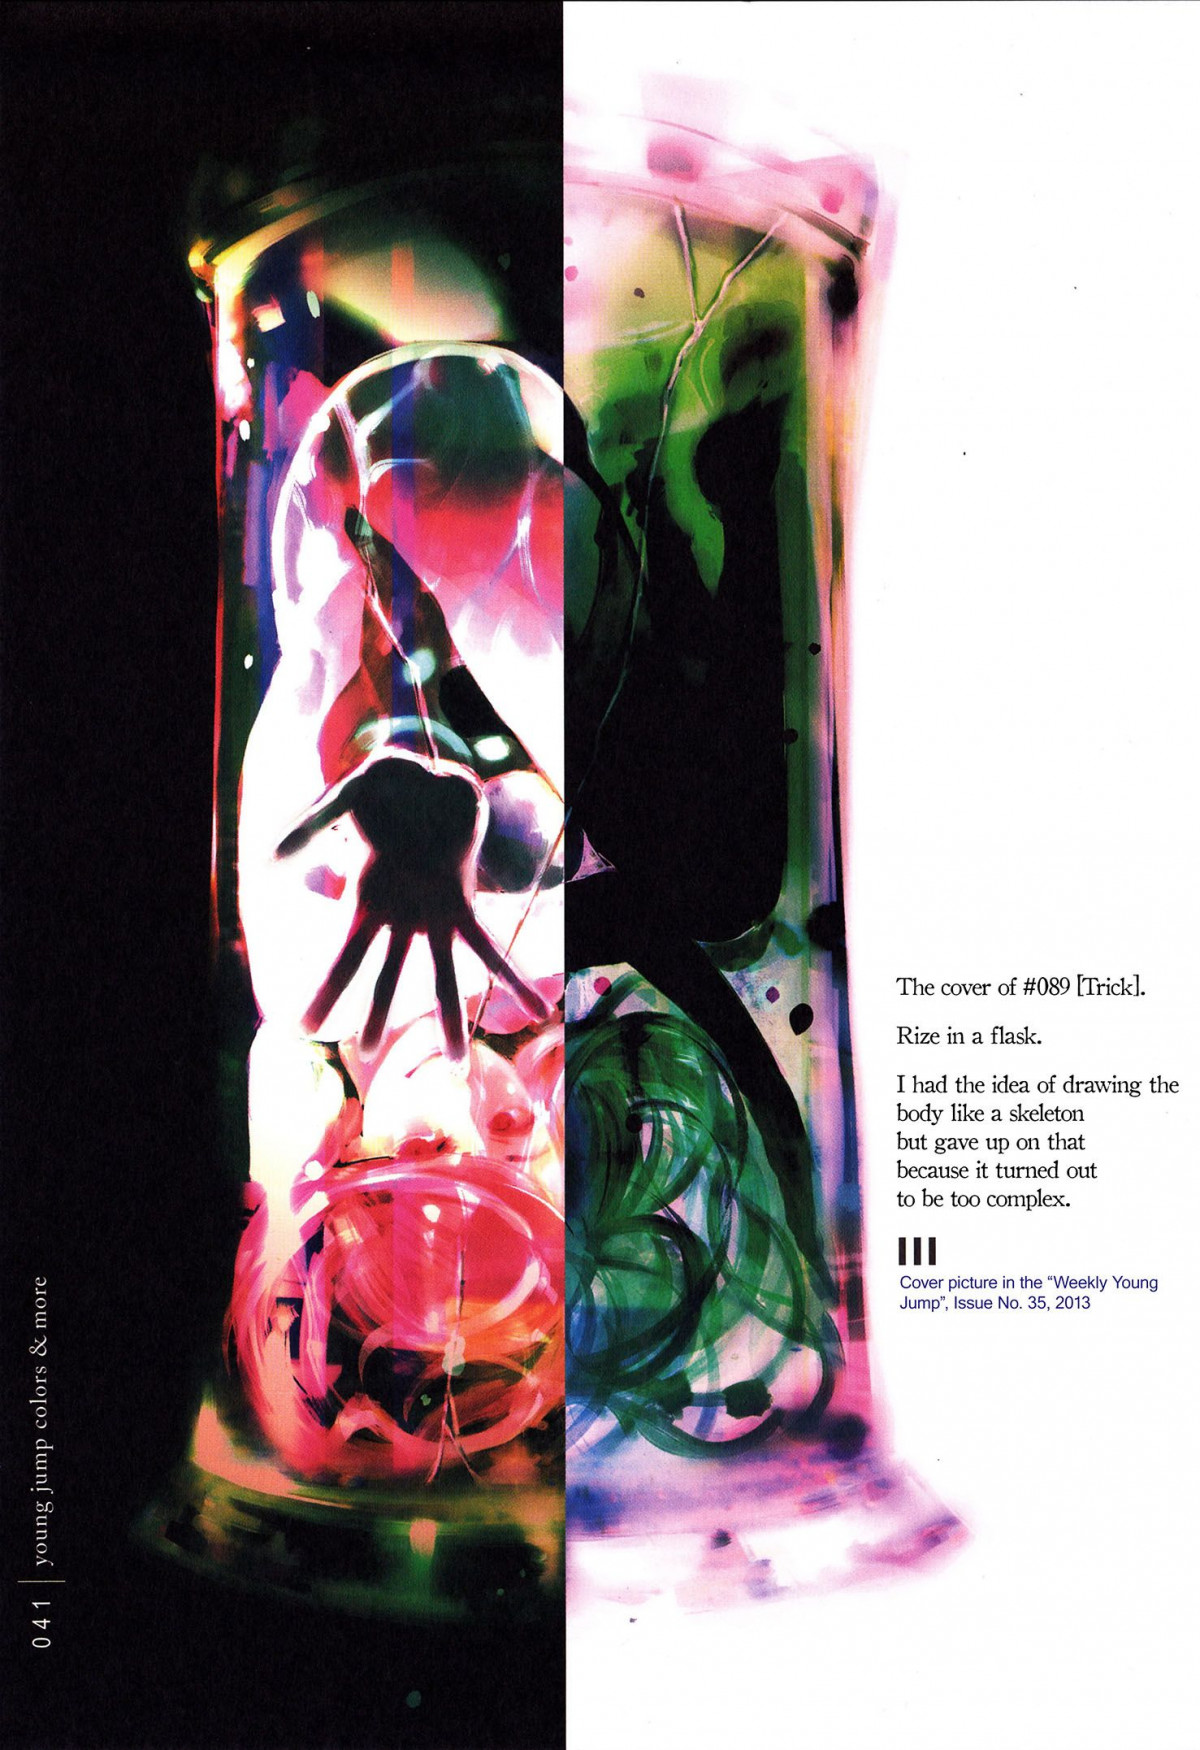 The cover of #089 [Trick].
Rize in a flask.
I had the idea of drawing the
body like a skeleton
but gave up on that
because it turned out
to be too complex.
III
Cover picture in the “Weekly Young
Jump”, Issue No. 35, 2013
041 | young jump colors & more